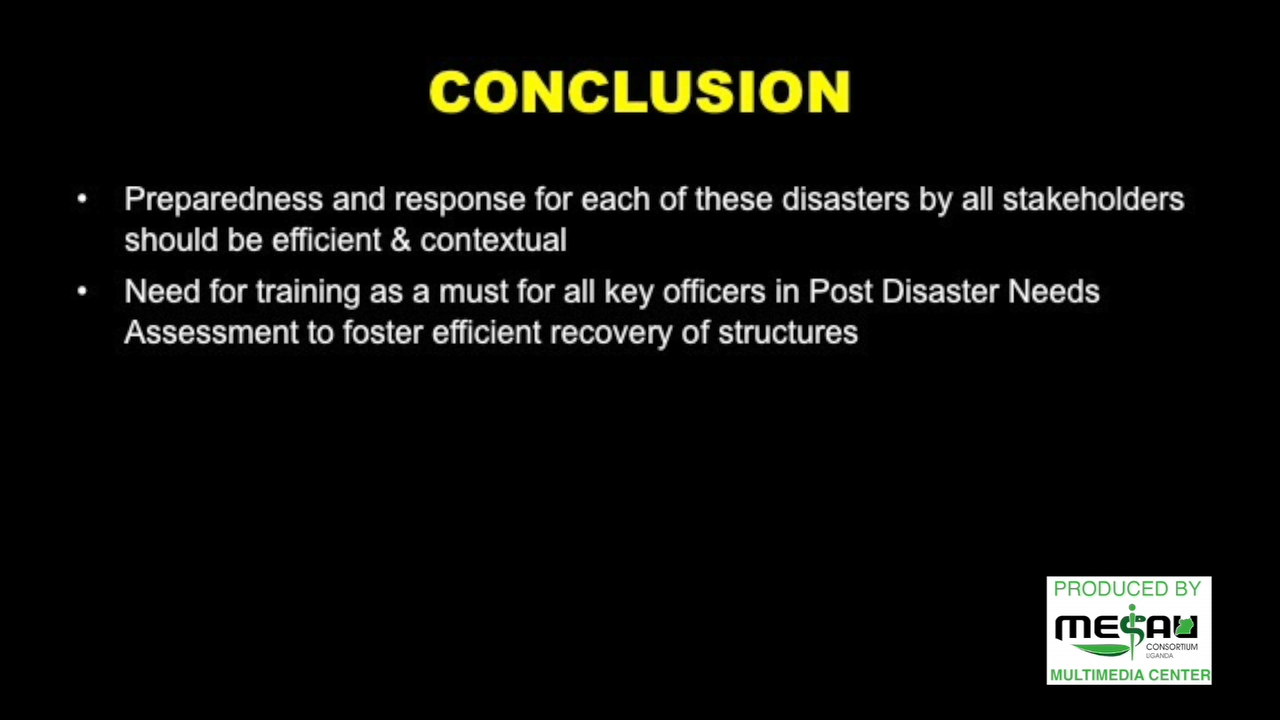 CONCLUSION
• Preparedness and response for each of these disasters by all stakeholders
should be efficient & contextual
• Need for training as a must for all key officers in Post Disaster Needs
Assessment to foster efficient recovery of structures
PRODUCED BY
MESAU
CONSORTIUM
UGANDA
MULTIMEDIA CENTER